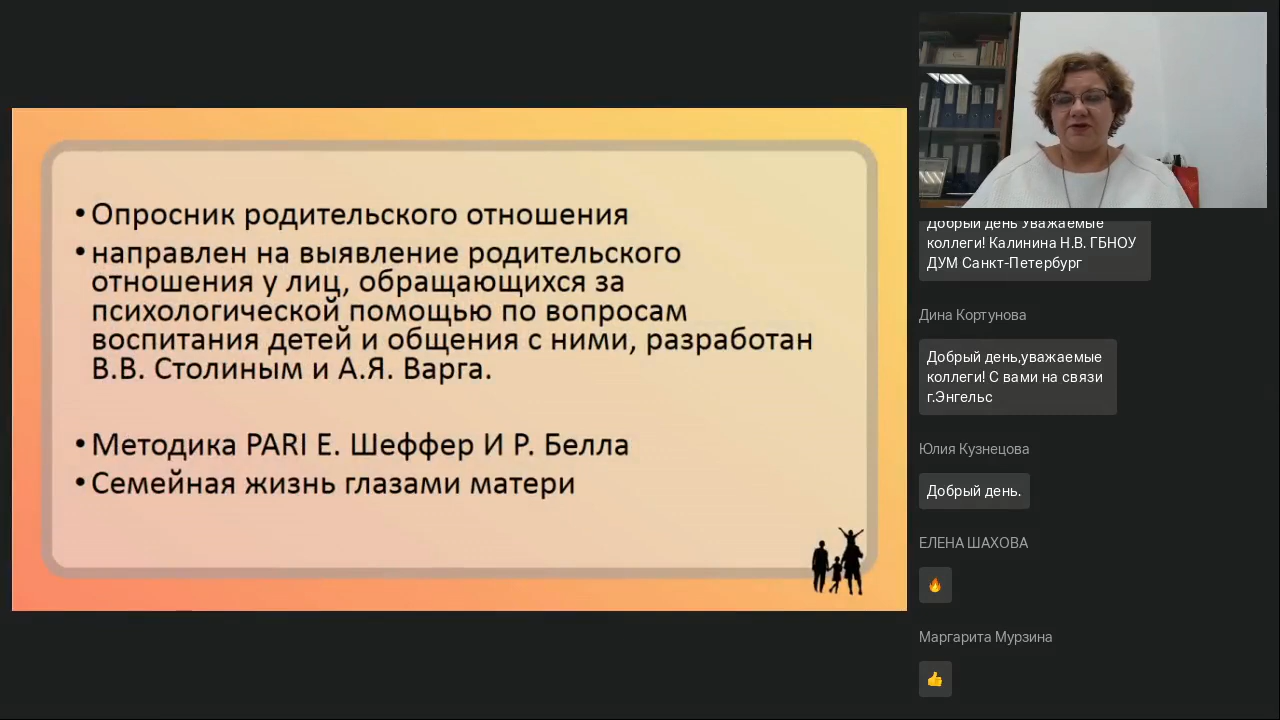 • Опросник родительского отношения
• направлен на выявление родительского
отношения у лиц, обращающихся за
психологической помощью по вопросам
воспитания детей и общения с ними, разработан
В.В. Столиным и А.Я. Варга.
• Методика PARI Е. Шеффер И Р. Белла
• Семейная жизнь глазами матери
Добрый день Уважаемые
коллеги! Калинина Н.В. ГБНОУ
ДУМ Санкт-Петербург
Дина Кортунова
Добрый день,уважаемые
коллеги! С вами на связи
г.Энгельс
Юлия Кузнецова
Добрый день.
ЕЛЕНА ШАХОВА
🔥
Маргарита Мурзина
👍